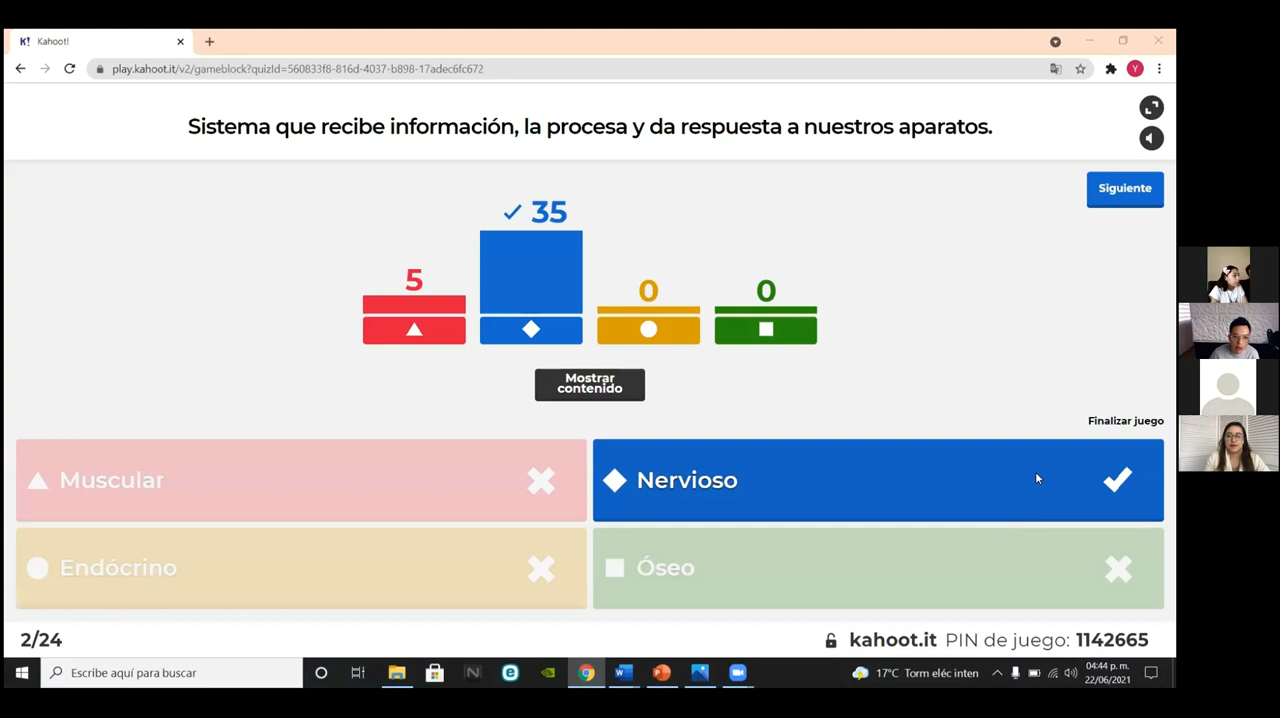 K! Kahoot!
play.kahoot.it/v2/gameblock?quizId=560833f8-816d-4037-b898-17adec6fc672
Y
Sistema que recibe información, la procesa y da respuesta a nuestros aparatos.
Siguiente
5
35
0
0
Mostrar
contenido
Finalizar juego
Muscular
Nervioso
Endócrino
Óseo
2/24
kahoot.it PIN de juego: 1142665
Escribe aquí para buscar
17°C Torm eléc inten
04:44 p. m.
22/06/2021